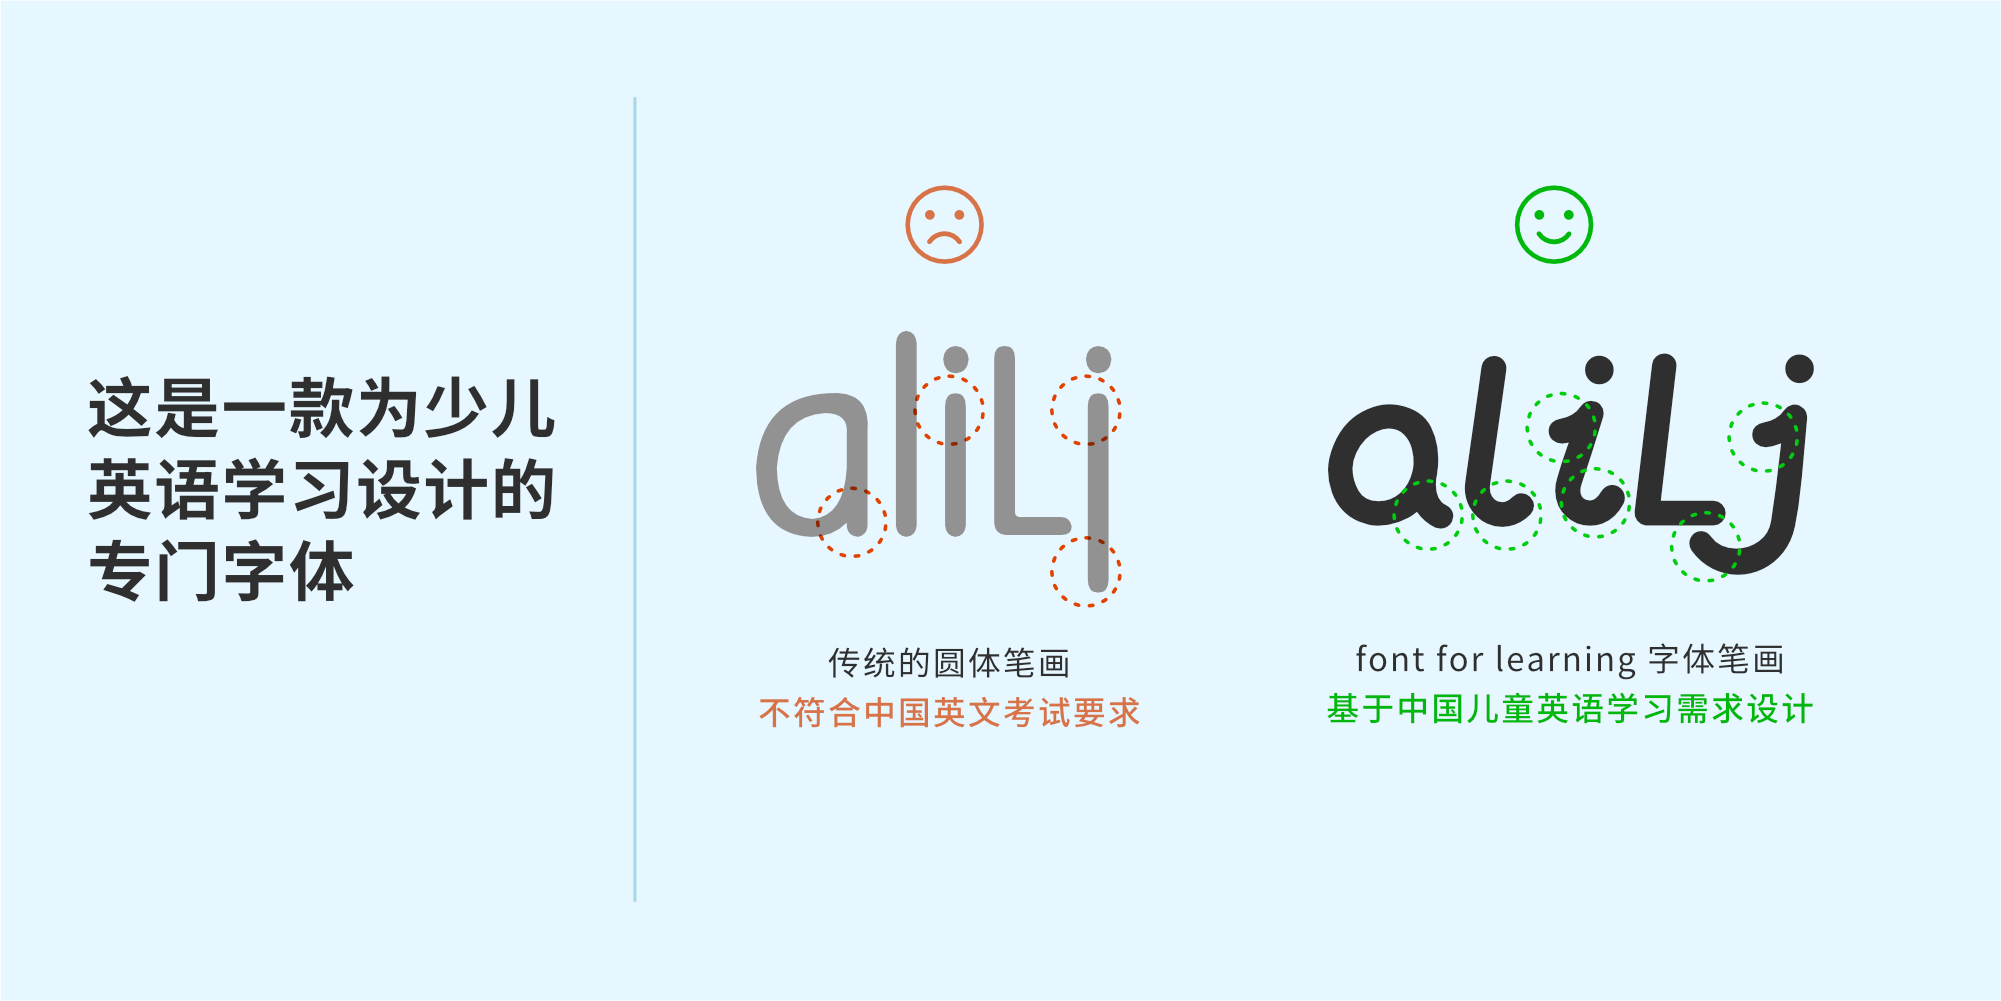 这是一款为少儿
英语学习设计的
专门字体
aliLj
传统的圆体笔画
不符合中国英文考试要求
aliLj
font for learning 字体笔画
基于中国儿童英语学习需求设计